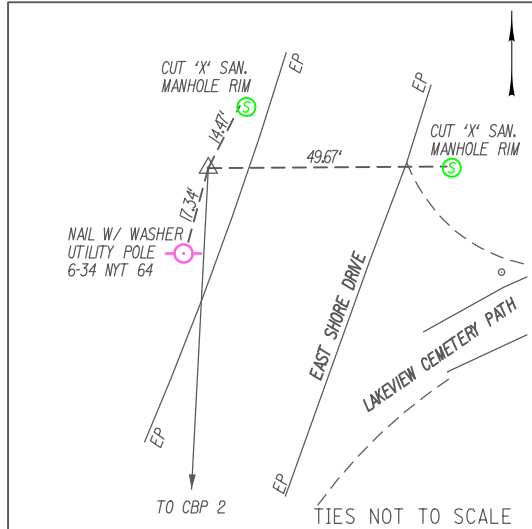 EP
CUT 'X' SAN.
MANHOLE RIM
EP
14.47'
CUT 'X' SAN.
MANHOLE RIM
S
49.67'
S
17.34'
NAIL W/ WASHER
UTILITY POLE
6-34 NYT 64
EAST SHORE DRIVE
LAKEVIEW CEMETERY PATH
EP
EP
TO CBP 2
TIES NOT TO SCALE